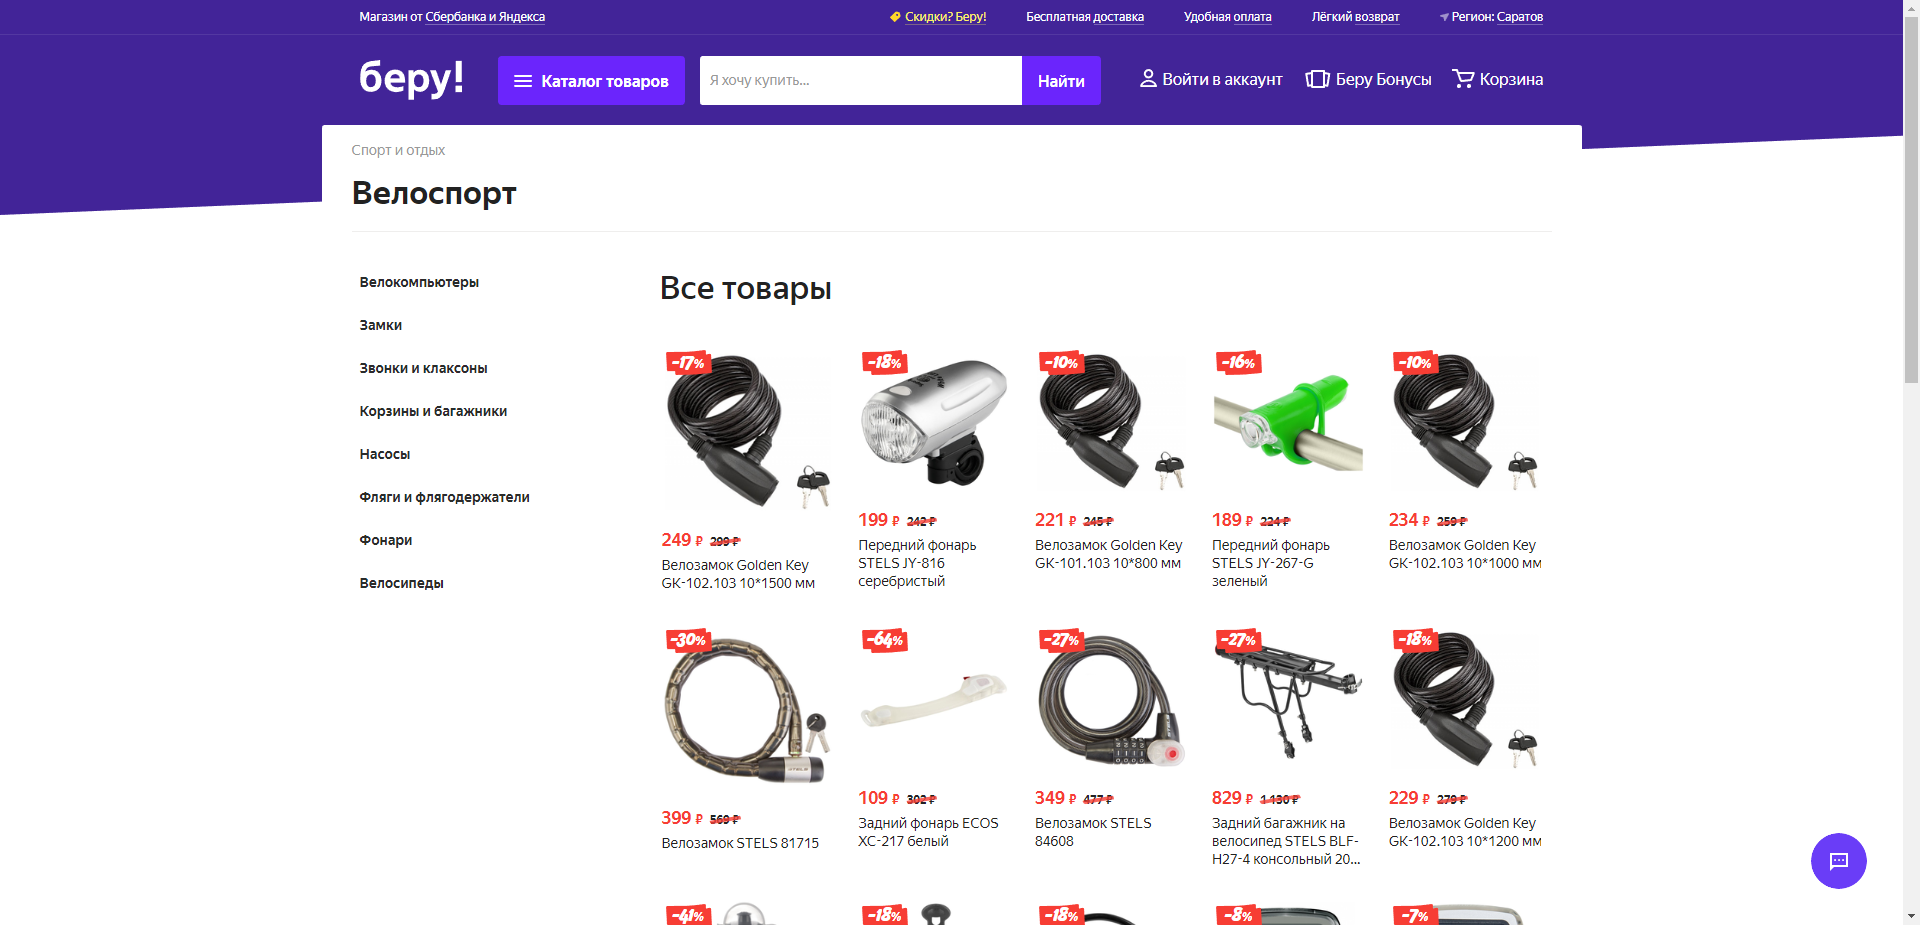 Магазин от Сбербанка и Яндекса
Скидки? Беру!
Бесплатная доставка
Удобная оплата
Лёгкий возврат
Регион: Саратов
беру!
Каталог товаров
Я хочу купить...
Найти
Войти в аккаунт
Беру Бонусы
Корзина
Спорт и отдых
Велоспорт
Велокомпьютеры
Замки
Звонки и клаксоны
Корзины и багажники
Насосы
Фляги и флягодержатели
Фонари
Велосипеды
Все товары
-17%
249 ₽ 299 ₽
Велозамок Golden Key
GK-102.103 10*1500 мм
-18%
199 ₽ 242 ₽
Передний фонарь
STELS JY-816
серебристый
-10%
221 ₽ 245 ₽
Велозамок Golden Key
GK-101.103 10*800 мм
-16%
189 ₽ 224 ₽
Передний фонарь
STELS JY-267-G
зеленый
-10%
234 ₽ 259 ₽
Велозамок Golden Key
GK-102.103 10*1000 мм
-30%
399 ₽ 569 ₽
Велозамок STELS 81715
-64%
109 ₽ 302 ₽
Задний фонарь ECOS
XC-217 белый
-27%
349 ₽ 477 ₽
Велозамок STELS
84608
-27%
829 ₽ 1 130 ₽
Задний багажник на
велосипед STELS BLF-
H27-4 консольный 20...
-18%
229 ₽ 279 ₽
Велозамок Golden Key
GK-102.103 10*1200 мм
-41%
-18%
-18%
-8%
-7%